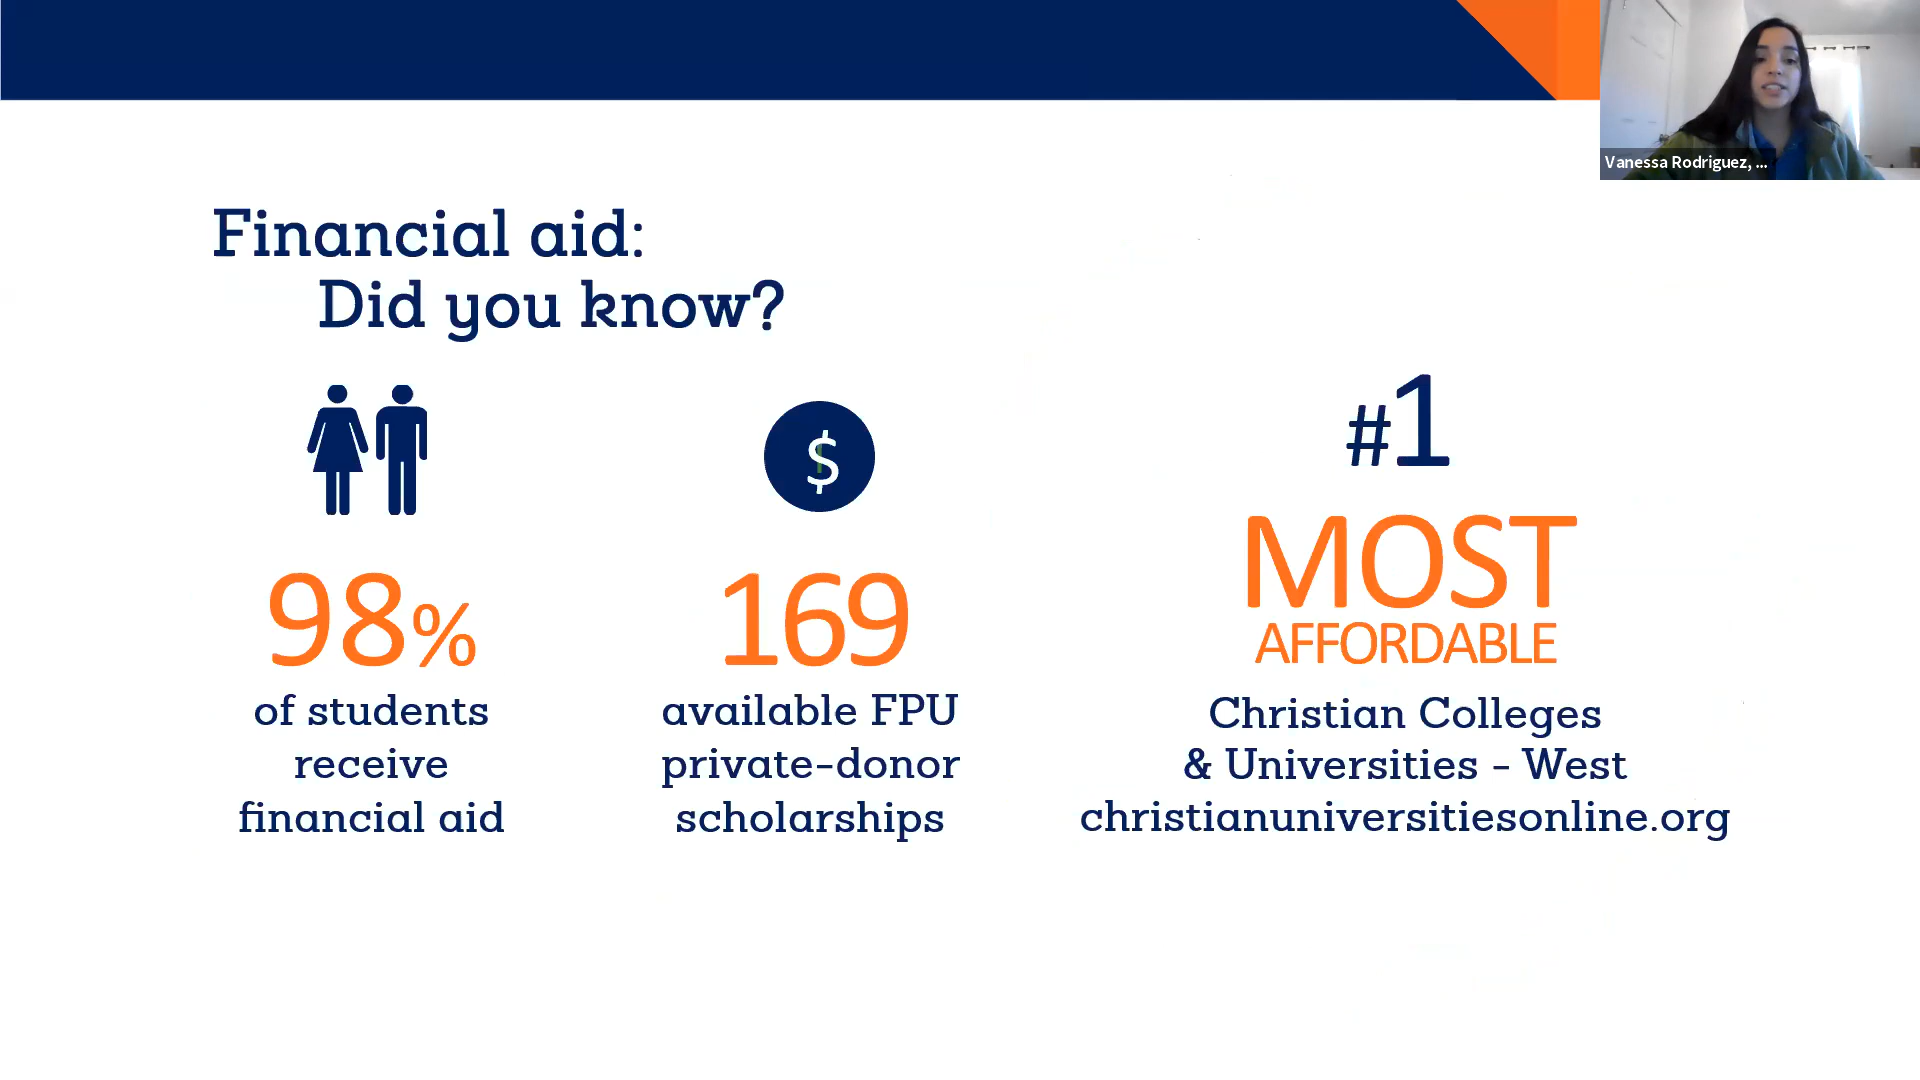 Vanessa Rodriguez, ...
Financial aid:
Did you know?
$
98%
of students
receive
financial aid
169
available FPU
private-donor
scholarships
#1
MOST
AFFORDABLE
Christian Colleges
& Universities - West
christianuniversitiesonline.org